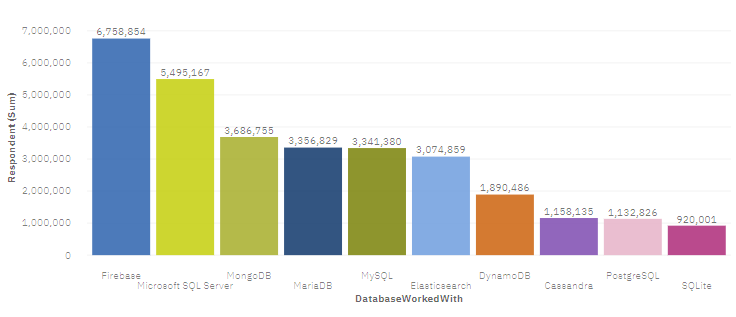 7,000,000
6,000,000
5,000,000
4,000,000
3,000,000
2,000,000
1,000,000
0
Respondent (Sum)
6,758,854
5,495,167
3,686,755
3,356,829
3,341,380
3,074,859
1,890,486
1,158,135
1,132,826
920,001
Firebase
Microsoft SQL Server
MongoDB
MariaDB
MySQL
Elasticsearch
DynamoDB
Cassandra
PostgreSQL
SQLite
DatabaseWorkedWith